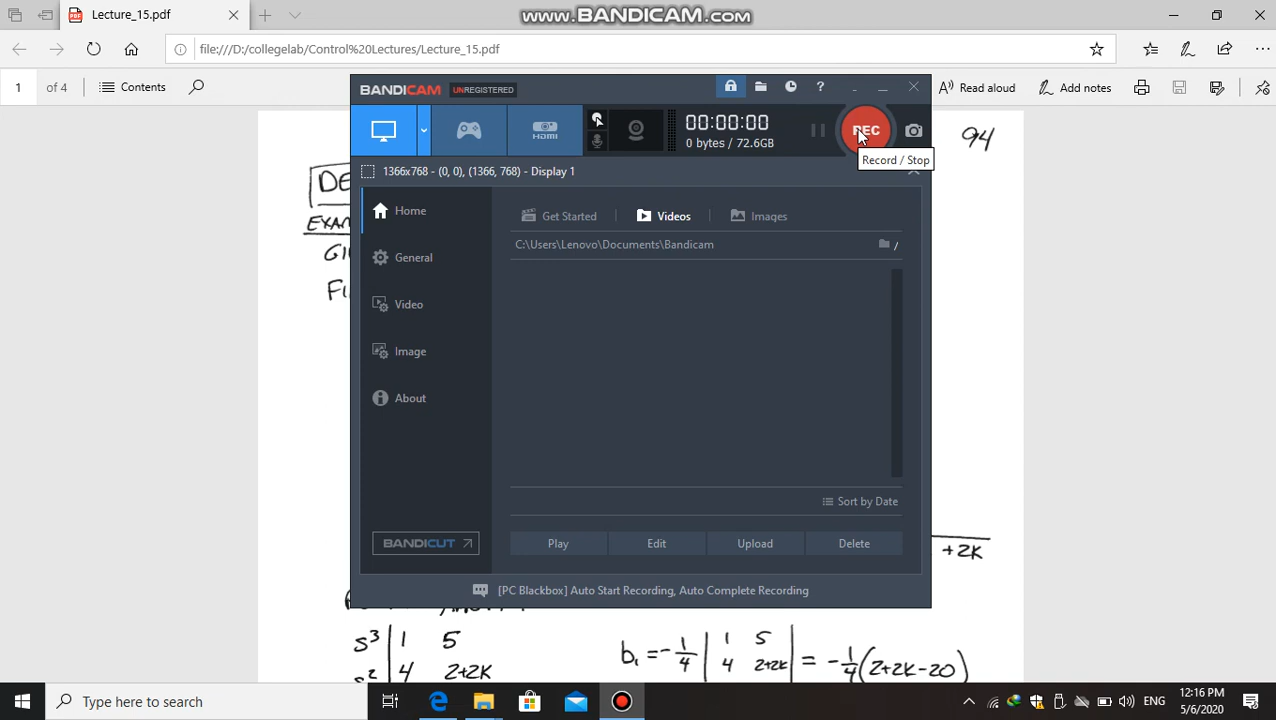 Lecture_15.pdf
www.BANDICAM.com
file:///D:/collegelab/Control%20Lectures/Lecture_15.pdf
1 of 4
Contents
Read aloud
Add notes
BANDICAM
UNREGISTERED
HDMI
00:00:00
0 bytes / 72.6GB
REC
Record / Stop
94
1366x768 - (0, 0), (1366, 768) - Display 1
Home
General
Video
Image
About
BANDICUT
Get Started
Videos
Images
C:\Users\Lenovo\Documents\Bandicam
/
Sort by Date
Play Edit Upload Delete
[PC Blackbox] Auto Start Recording, Auto Complete Recording
+2K
s³ 1 5
s² 4 2+2K
b₁ = -1/4 | 1 5 4 2+2K | = -1/4 (2+2K-20)
Type here to search
ENG
12:16 PM
5/6/2020